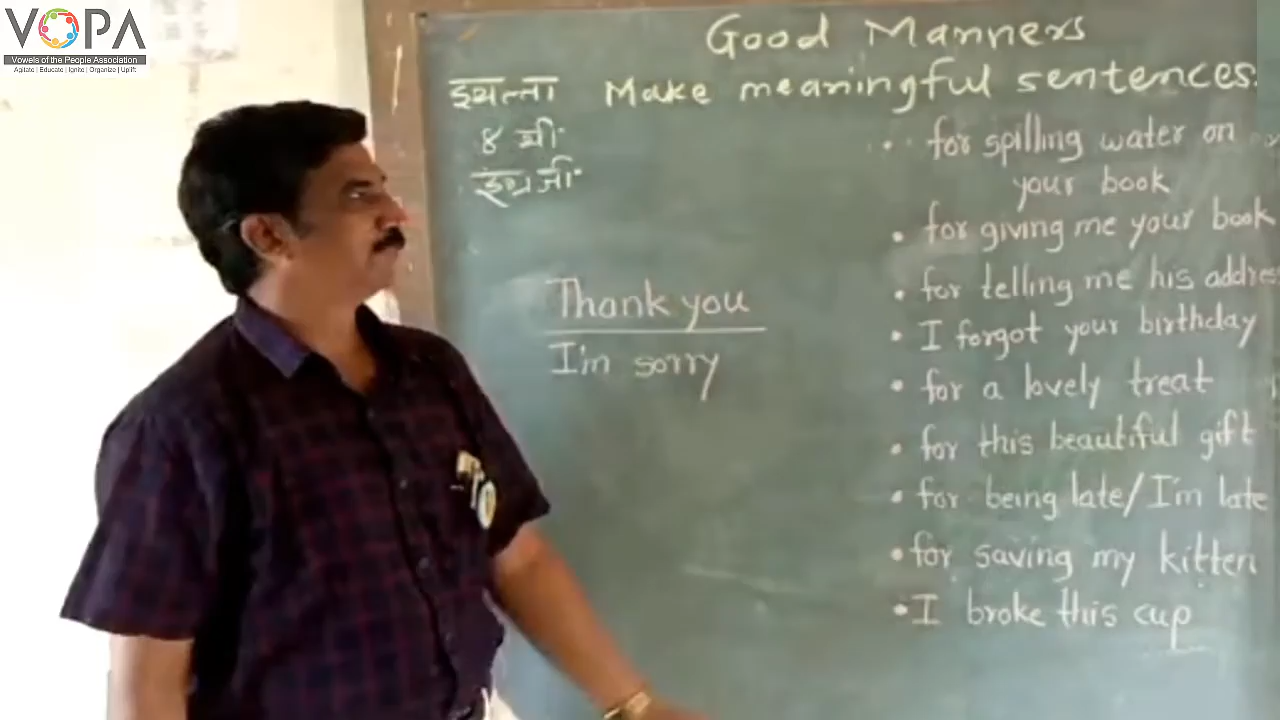 VOPA
Vowels of the People Association
Agitate | Educate | Ignite | Organize | Uplift
Good Manners
इयत्ता
४ थी
इंग्रजी
Make meaningful sentences.
Thank you
I'm sorry
• for spilling water on
your book
• for giving me your book
• for telling me his addres
• I forgot your birthday
• for a lovely treat
• for this beautiful gift
• for being late/I'm late
• for saving my kitten
• I broke this cup